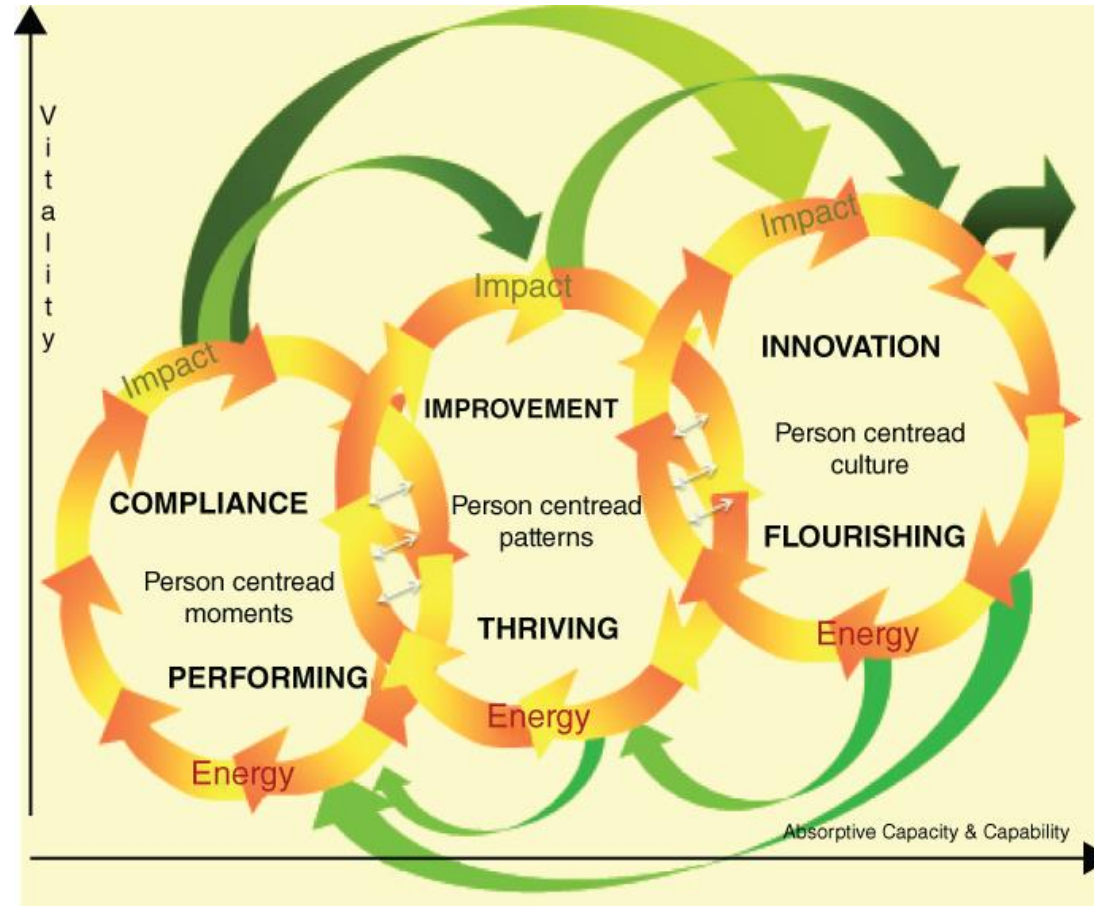 Vitality
Impact
COMPLIANCE
Person centread
moments
PERFORMING
Energy
Impact
IMPROVEMENT
Person centread
patterns
THRIVING
Energy
Impact
INNOVATION
Person centread
culture
FLOURISHING
Energy
Absorptive Capacity & Capability